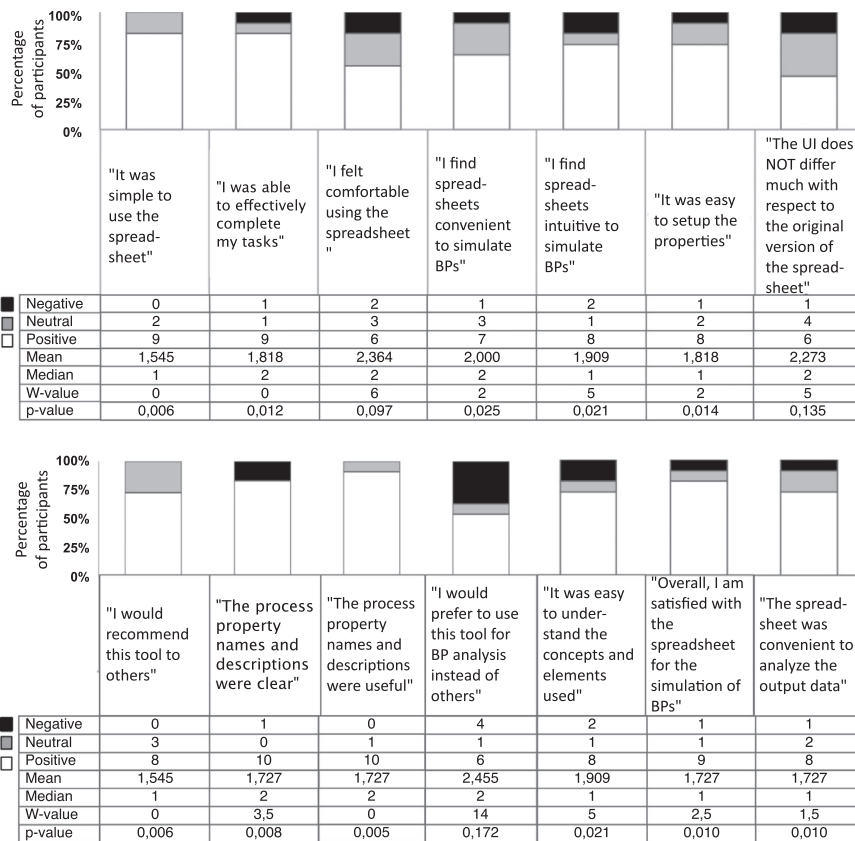 Percentage
of participants
100%
75%
50%
25%
0%
"It was
simple to
use the
spread-
sheet"
"I was able
to effectively
complete
my tasks"
"I felt
comfortable
using the
spreadsheet
"
"I find
spread-
sheets
convenient
to simulate
BPs"
"I find
spread-
sheets
intuitive to
simulate
BPs"
"It was easy
to setup the
properties"
"The UI does
NOT differ
much with
respect to
the original
version of
the spread-
sheet"
Negative 0 1 2 1 2 1 1
Neutral 2 1 3 3 1 2 4
Positive 9 9 6 7 8 8 6
Mean 1,545 1,818 2,364 2,000 1,909 1,818 2,273
Median 1 2 2 2 1 1 2
W-value 0 0 6 2 5 2 5
p-value 0,006 0,012 0,097 0,025 0,021 0,014 0,135
Percentage
of participants
100%
75%
50%
25%
0%
"I would
recommend
this tool to
others"
"The process
property
names and
descriptions
were clear"
"The process
property
names and
descriptions
were useful"
"I would
prefer to use
this tool for
BP analysis
instead of
others"
"It was easy
to under-
stand the
concepts and
elements
used"
"Overall, I am
satisfied with
the
spreadsheet
for the
simulation of
BPs"
"The spread-
sheet was
convenient to
analyze the
output data"
Negative 0 1 0 4 2 1 1
Neutral 3 0 1 1 1 1 2
Positive 8 10 10 6 8 9 8
Mean 1,545 1,727 1,727 2,455 1,909 1,727 1,727
Median 1 2 2 2 1 1 1
W-value 0 3,5 0 14 5 2,5 1,5
p-value 0,006 0,008 0,005 0,172 0,021 0,010 0,010